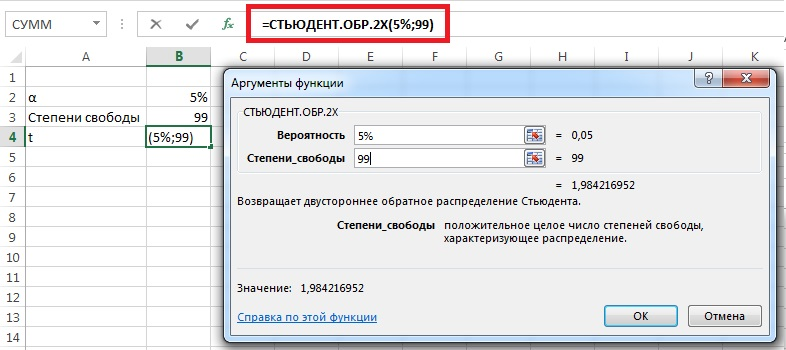 СУММ fx =СТЬЮДЕНТ.ОБР.2Х(5%;99)
A B C D E F G H I J K
1
2 α 5%
3 Степени свободы 99
4 t (5%;99)
5
6
7
8
9
10
11
12
13
14
Аргументы функции ?
СТЬЮДЕНТ.ОБР.2Х
Вероятность 5% = 0,05
Степени_свободы 99 = 99
= 1,984216952
Возвращает двустороннее обратное распределение Стьюдента.
Степени_свободы положительное целое число степеней свободы,
характеризующее распределение.
Значение: 1,984216952
Справка по этой функции ОК Отмена